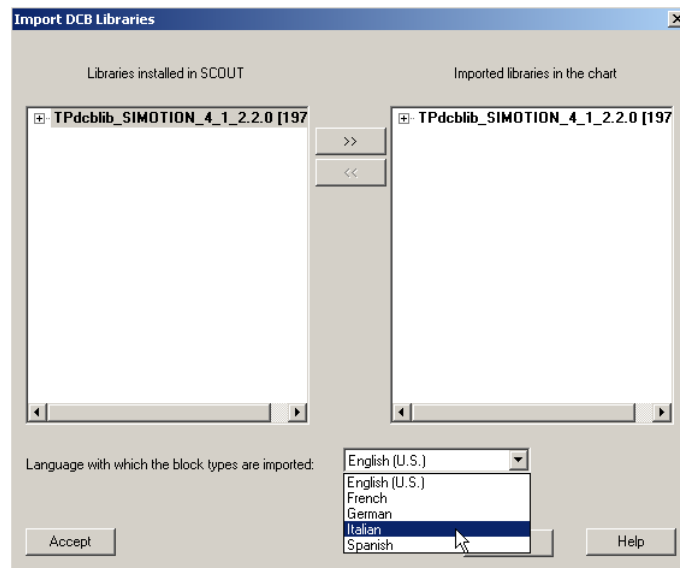 Import DCB Libraries
Libraries installed in SCOUT
Imported libraries in the chart
TPdcblib_SIMOTION_4_1_2.2.0 [197
TPdcblib_SIMOTION_4_1_2.2.0 [197
>>
<<
Language with which the block types are imported:
English (U.S.)
English (U.S.)
French
German
Italian
Spanish
Accept
Help